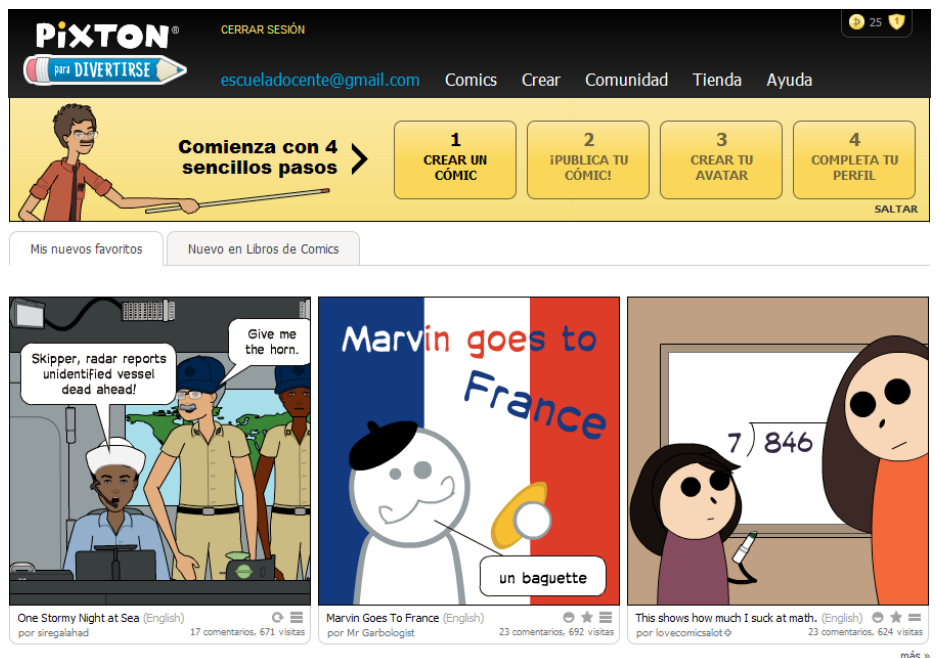 PiXTON®
para DIVERTIRSE
CERRAR SESIÓN
25 1
escueladocente@gmail.com Comics Crear Comunidad Tienda Ayuda
Comienza con 4
sencillos pasos
1
CREAR UN
CÓMIC
2
¡PUBLICA TU
CÓMIC!
3
CREAR TU
AVATAR
4
COMPLETA TU
PERFIL
SALTAR
Mis nuevos favoritos
Nuevo en Libros de Comics
Skipper, radar reports
unidentified vessel
dead ahead!
Give me
the horn.
One Stormy Night at Sea (English)
por siregalahad 17 comentarios, 671 visitas
Marvin goes to
France
un baguette
Marvin Goes To France (English)
por Mr Garbologist 23 comentarios, 692 visitas
7)846
This shows how much I suck at math. (English)
por lovecomicsalot 23 comentarios, 624 visitas
más »